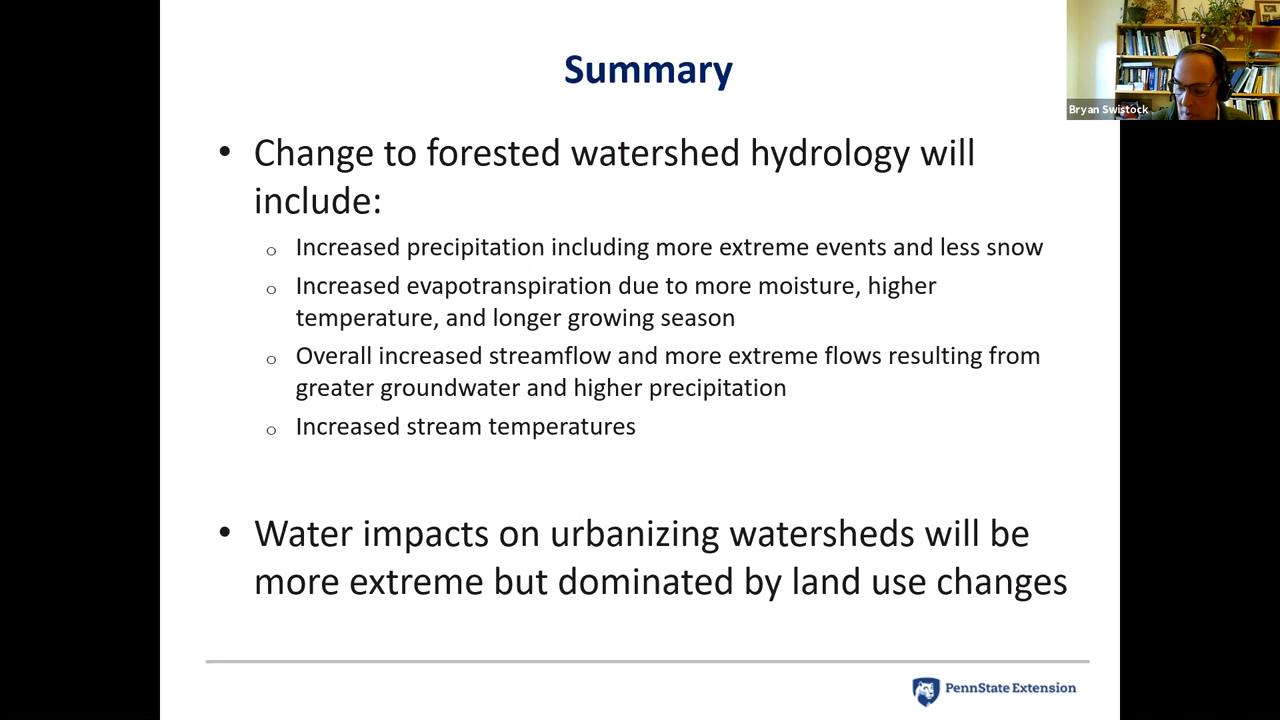 Summary
Bryan Swistock
• Change to forested watershed hydrology will
include:
o Increased precipitation including more extreme events and less snow
o Increased evapotranspiration due to more moisture, higher
temperature, and longer growing season
o Overall increased streamflow and more extreme flows resulting from
greater groundwater and higher precipitation
o Increased stream temperatures
• Water impacts on urbanizing watersheds will be
more extreme but dominated by land use changes
PennState Extension